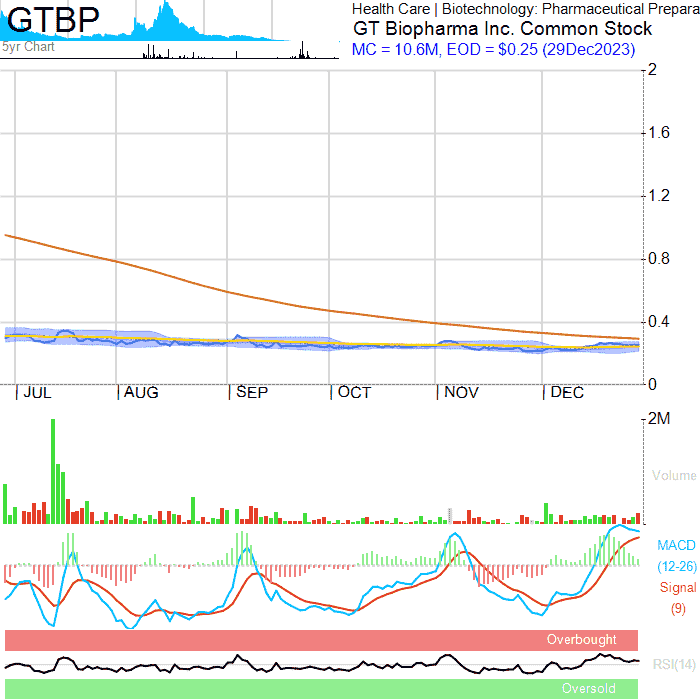 GTBP
5yr Chart
Health Care | Biotechnology: Pharmaceutical Prepara
GT Biopharma Inc. Common Stock
MC = 10.6M, EOD = $0.25 (29Dec2023)
2
1.6
1.2
0.8
0.4
0
JUL AUG SEP OCT NOV DEC
2M
Volume
MACD
(12-26)
Signal
(9)
Overbought
RSI(14)
Oversold